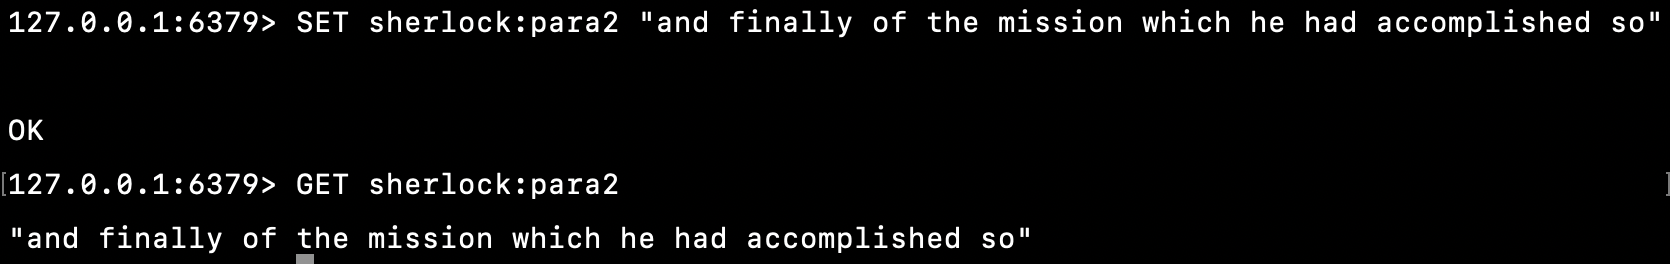 127.0.0.1:6379> SET sherlock:para2 "and finally of the mission which he had accomplished so"
OK
[127.0.0.1:6379> GET sherlock:para2 ]
"and finally of the mission which he had accomplished so"